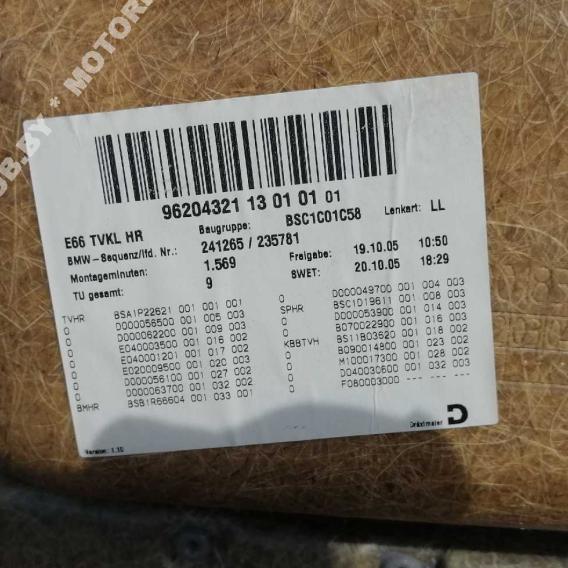 OB.BY * MOTOR
96204321 13 01 01 01
E66 TVKL HR Baugruppe: BSC1C01C58 Lenkart: LL
BMW-Sequenz/lfd. Nr.: 241265 / 235781 Freigabe: 19.10.05 10:50
Montageminuten: 1.569 SWET: 20.10.05 18:29
TU gesamt: 9
TVHR BSA1P22621 001 001 001
0 D000056500 001 005 003
0 D000062200 001 009 003
0 E040003500 001 016 002
0 E040001201 001 017 002
0 E020009500 001 020 003
0 D000056100 001 027 002
0 D000063700 001 032 002
BMHR BSB1R66604 001 033 001
0 D000049700 001 004 003
SPHR BSC1D19611 001 008 003
0 D000053900 001 014 003
0 B070022900 001 016 003
KBBTVH BS11B03620 001 018 002
0 B090014800 001 023 002
0 M100017300 001 028 002
0 D040030600 001 032 003
0 F080003000 --- --- ---
D
Dräxlmaier
Version: 1.30